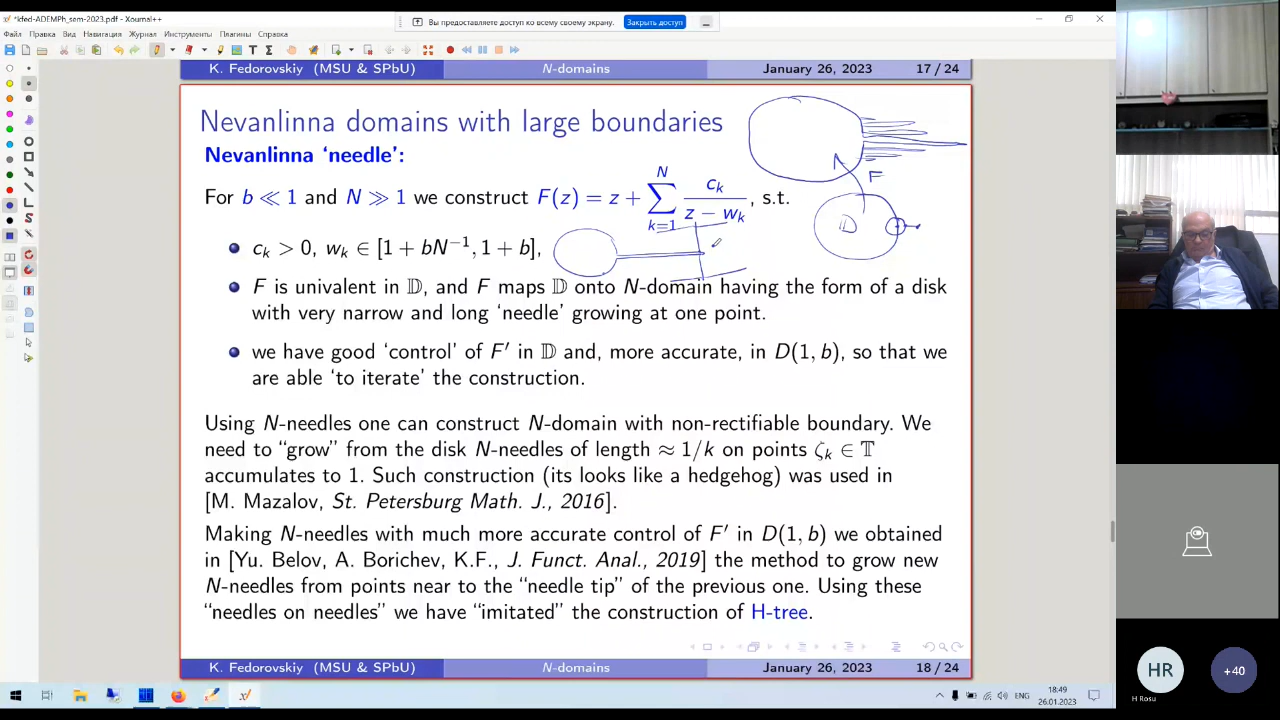 *kfed-ADEMPh_sem-2023.pdf - Xournal++
Вы предоставляете доступ ко всему своему экрану.
Закрыть доступ
Файл Правка Вид Навигация Журнал Инструменты Плагины Справка
K. Fedorovskiy (MSU & SPbU) N-domains January 26, 2023 17 / 24
Nevanlinna domains with large boundaries
Nevanlinna ‘needle’:
For b ≪ 1 and N ≫ 1 we construct F(z) = z + ∑_{k=1}^{N} c_k/(z − w_k), s.t.
c_k > 0, w_k ∈ [1 + bN⁻¹, 1 + b],
F is univalent in 𝔻, and F maps 𝔻 onto N-domain having the form of a disk
with very narrow and long ‘needle’ growing at one point.
we have good ‘control’ of F′ in 𝔻 and, more accurate, in D(1, b), so that we
are able ‘to iterate’ the construction.
Using N-needles one can construct N-domain with non-rectifiable boundary. We
need to “grow” from the disk N-needles of length ≈ 1/k on points ζ_k ∈ 𝕋
accumulates to 1. Such construction (its looks like a hedgehog) was used in
[M. Mazalov, St. Petersburg Math. J., 2016].
Making N-needles with much more accurate control of F′ in D(1, b) we obtained
in [Yu. Belov, A. Borichev, K.F., J. Funct. Anal., 2019] the method to grow new
N-needles from points near to the “needle tip” of the previous one. Using these
“needles on needles” we have “imitated” the construction of H-tree.
F
𝔻
K. Fedorovskiy (MSU & SPbU) N-domains January 26, 2023 18 / 24
HR
H Rosu
+40
ENG
18:49
26.01.2023